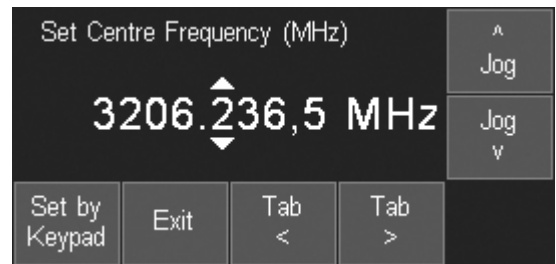 Set Centre Frequency (MHz)
3206.236,5 MHz
^
Jog
Jog
v
Set by
Keypad
Exit
Tab
<
Tab
>